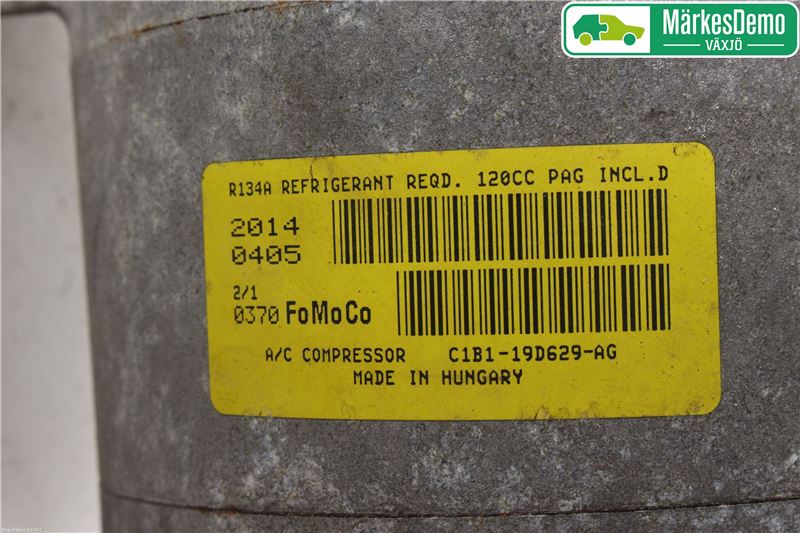 MärkesDemo
VÄXJÖ
R134A REFRIGERANT REQD. 120CC PAG INCL.D
2014
0405
2/1
0370 FoMoCo
A/C COMPRESSOR C1B1-19D629-AG
MADE IN HUNGARY